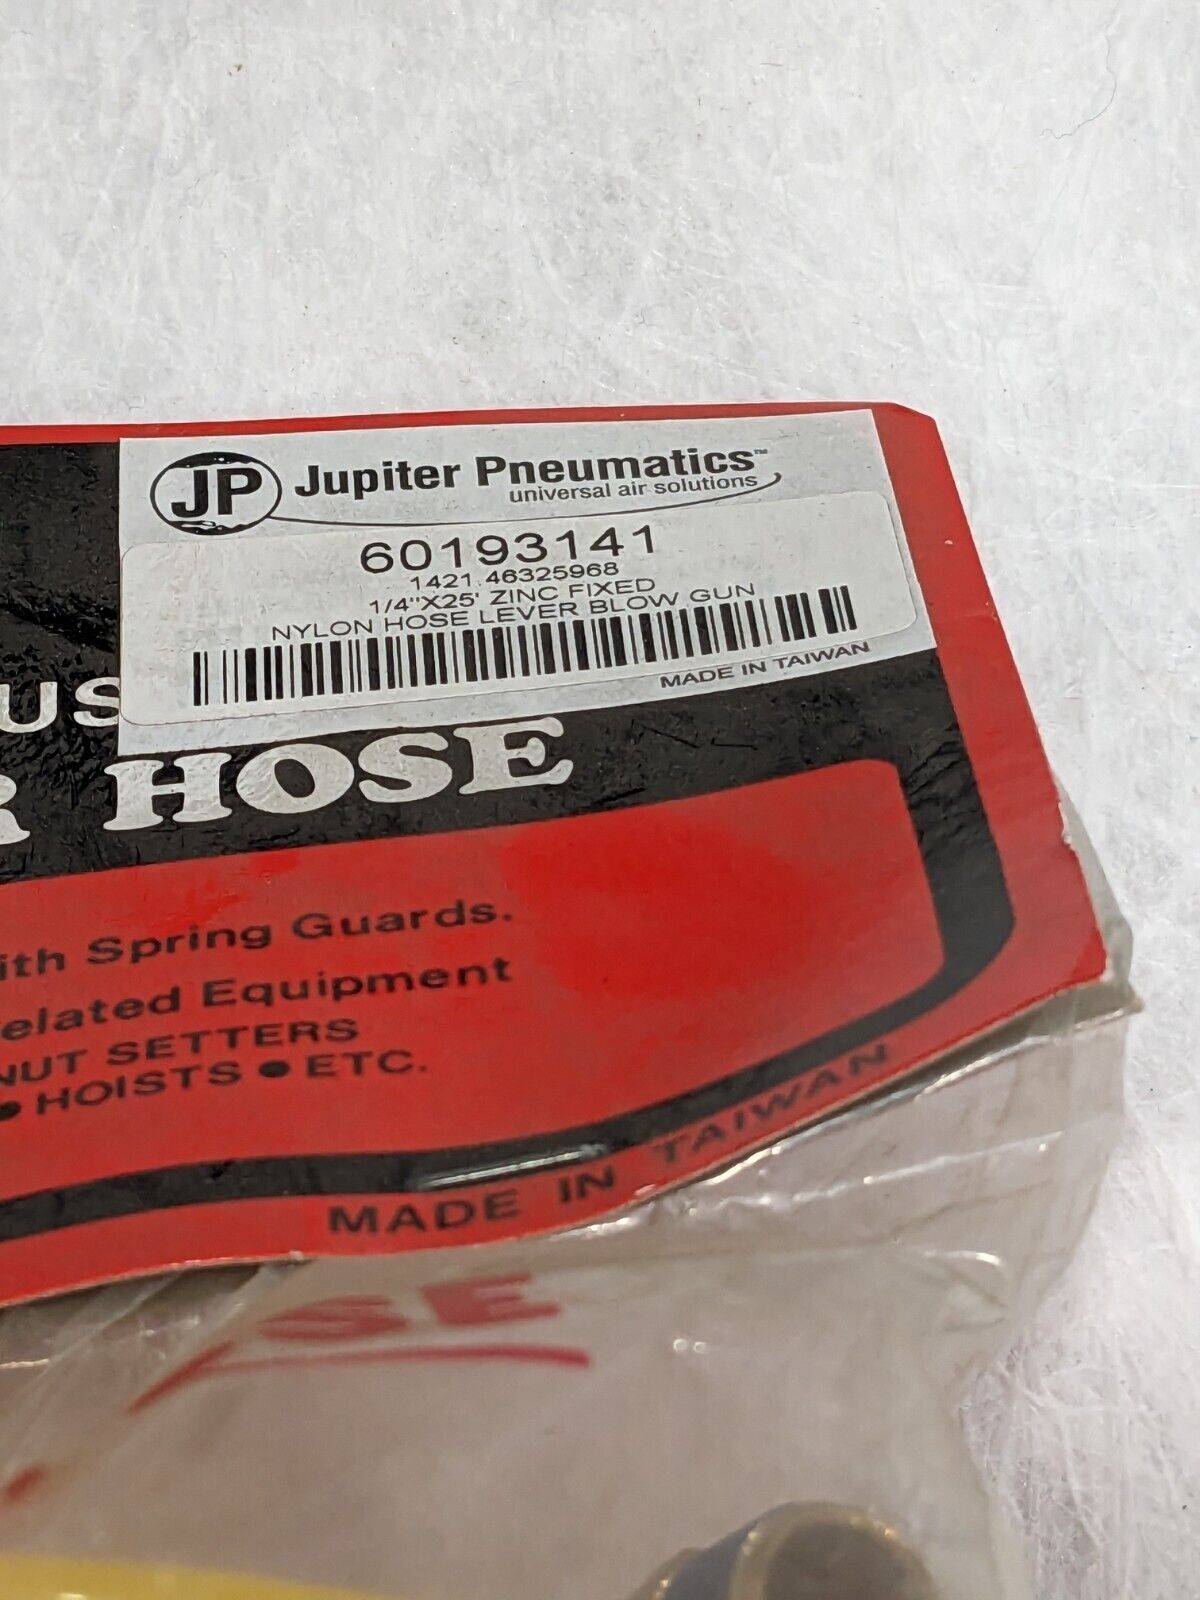 JP Jupiter Pneumatics™
universal air solutions
60193141
1421.46325968
1/4"X25' ZINC FIXED
NYLON HOSE LEVER BLOW GUN
MADE IN TAIWAN
US
R HOSE
ith Spring Guards.
elated Equipment
NUT SETTERS
● HOISTS ● ETC.
MADE IN TAIWAN
SE